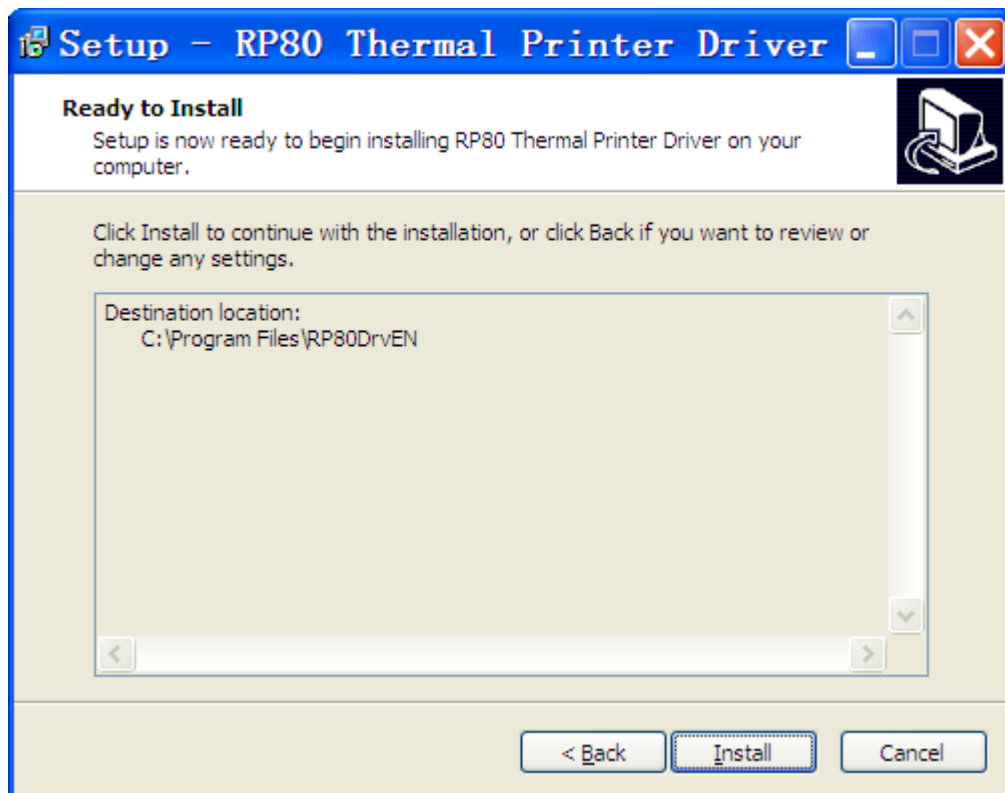 Setup - RP80 Thermal Printer Driver
Ready to Install
Setup is now ready to begin installing RP80 Thermal Printer Driver on your
computer.
Click Install to continue with the installation, or click Back if you want to review or
change any settings.
Destination location:
C:\Program Files\RP80DrvEN
< Back
Install
Cancel